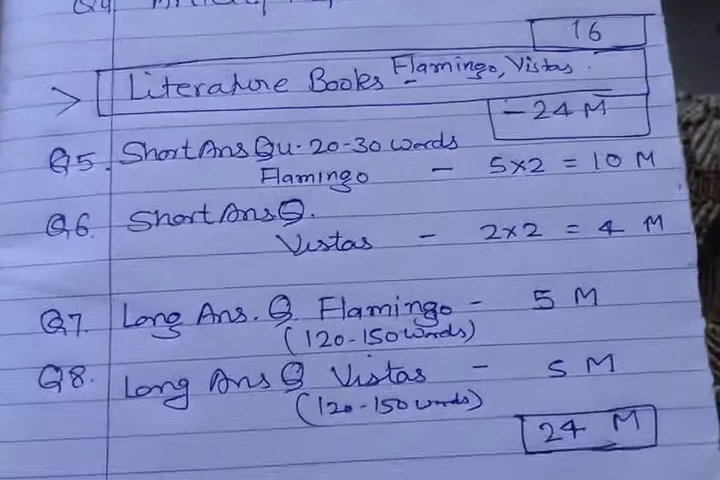 Q4
16
> Literature Books - Flamingo, Vistas.
- 24 M
Q5. Short Ans Qu. 20-30 words
Flamingo - 5x2 = 10 M
Q6. Short Ans Q.
Vistas - 2x2 = 4 M
Q7. Long Ans. Q. Flamingo - 5 M
(120-150 words)
Q8. Long Ans Q Vistas - 5 M
(120-150 words)
24 M